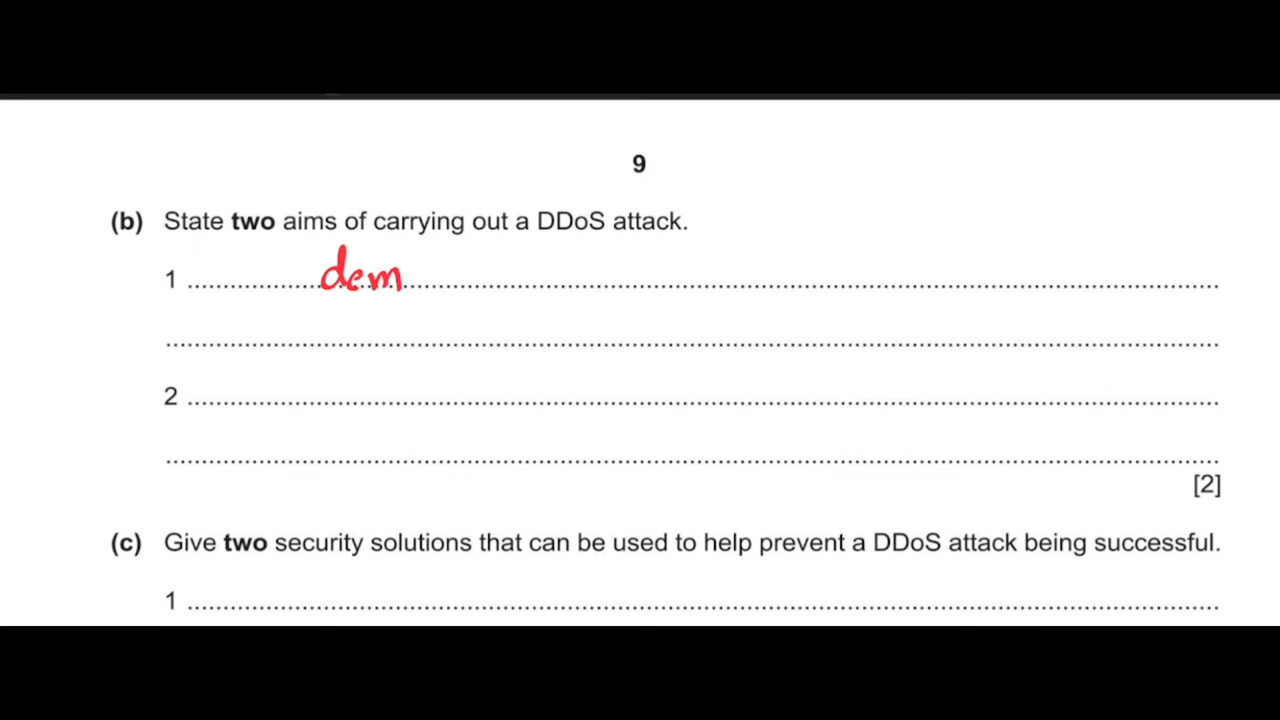 9
(b) State two aims of carrying out a DDoS attack.
1 .................... dem ....................................................................................................................
....................................................................................................................................................
2 .................................................................................................................................................
....................................................................................................................................................
[2]
(c) Give two security solutions that can be used to help prevent a DDoS attack being successful.
1 .................................................................................................................................................